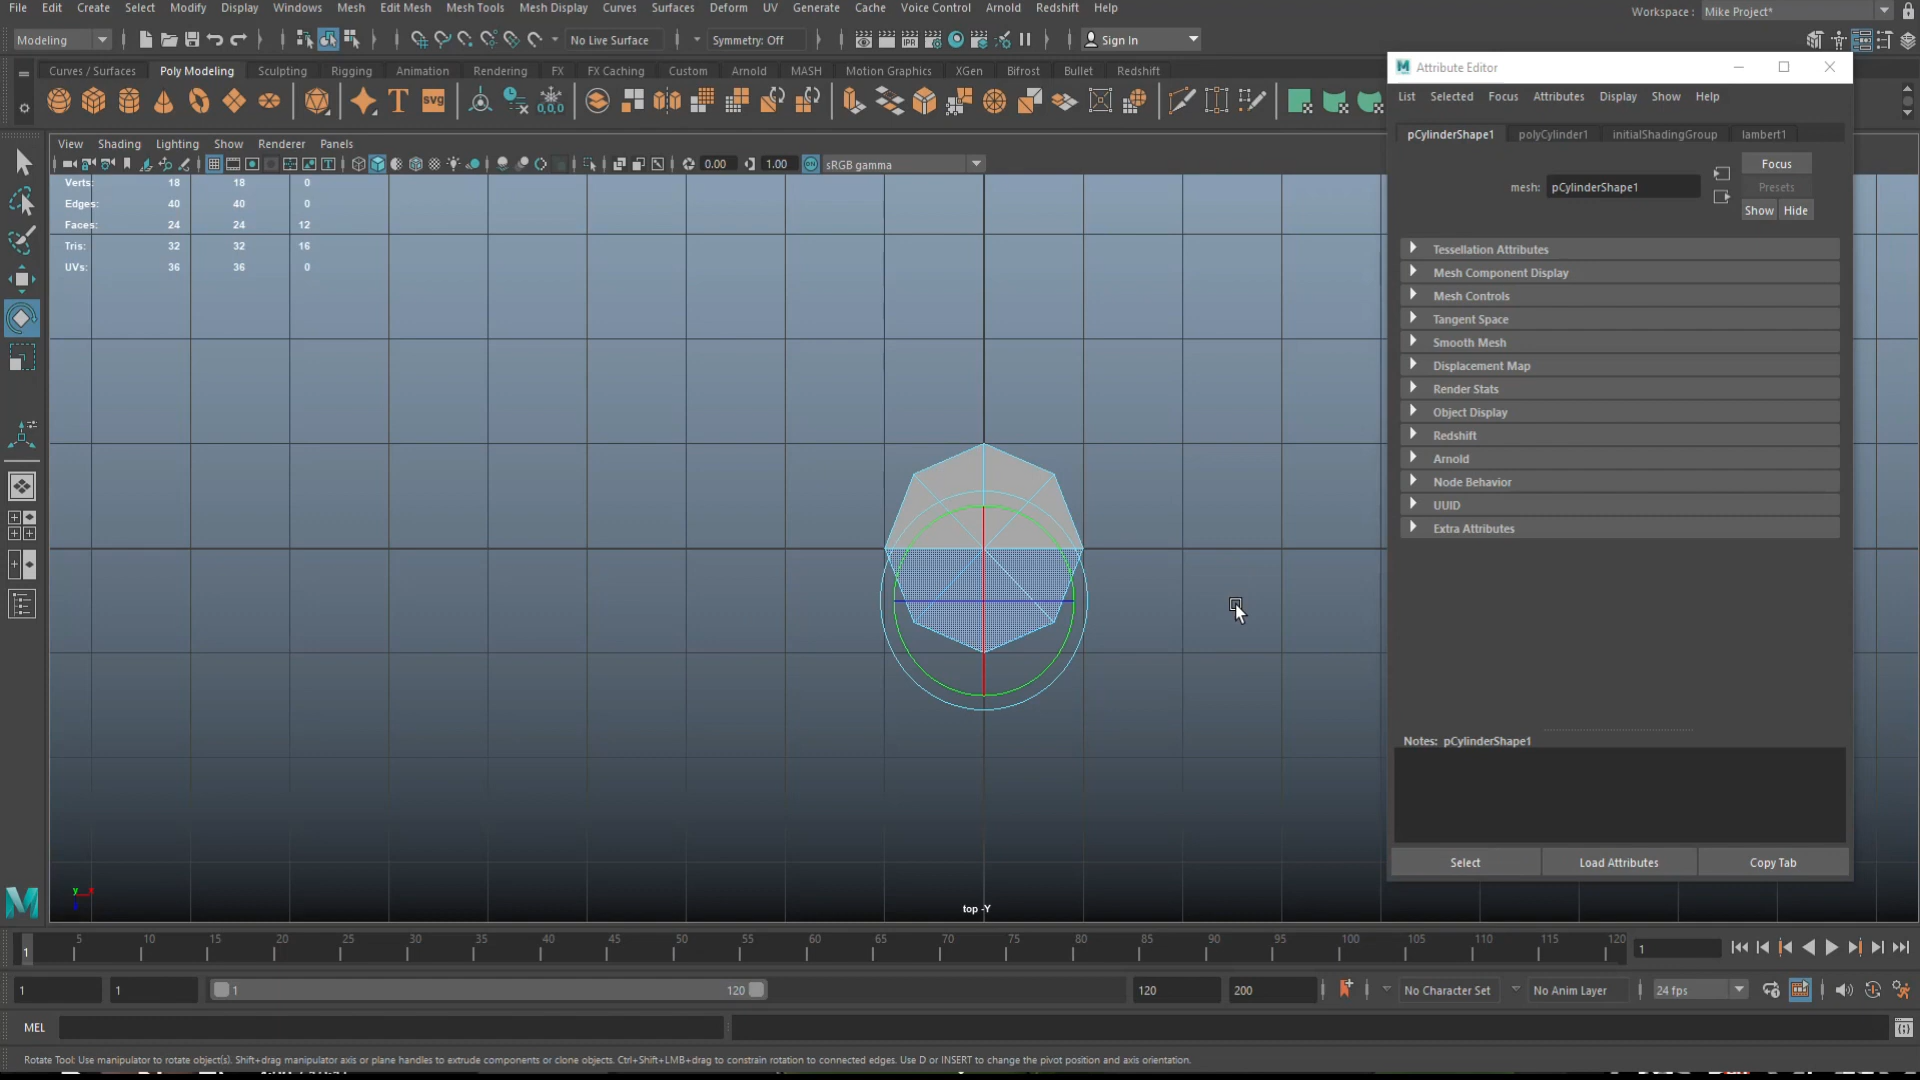 File Edit Create Select Modify Display Windows Mesh Edit Mesh Mesh Tools Mesh Display Curves Surfaces Deform UV Generate Cache Voice Control Arnold Redshift Help
Workspace : Mike Project*
Modeling No Live Surface Symmetry: Off Sign In
Curves / Surfaces Poly Modeling Sculpting Rigging Animation Rendering FX FX Caching Custom Arnold MASH Motion Graphics XGen Bifrost Bullet Redshift
View Shading Lighting Show Renderer Panels
0.00 1.00 sRGB gamma
Verts: 18 18 0
Edges: 40 40 0
Faces: 24 24 12
Tris: 32 32 16
UVs: 36 36 0
top -Y
y x
Attribute Editor
List Selected Focus Attributes Display Show Help
pCylinderShape1 polyCylinder1 initialShadingGroup lambert1
Focus
mesh: pCylinderShape1 Presets
Show Hide
Tessellation Attributes
Mesh Component Display
Mesh Controls
Tangent Space
Smooth Mesh
Displacement Map
Render Stats
Object Display
Redshift
Arnold
Node Behavior
UUID
Extra Attributes
Notes: pCylinderShape1
Select Load Attributes Copy Tab
1 5 10 15 20 25 30 35 40 45 50 55 60 65 70 75 80 85 90 95 100 105 110 115 120 1
1 1 1 120 120 200 No Character Set No Anim Layer 24 fps
MEL
Rotate Tool: Use manipulator to rotate object(s). Shift+drag manipulator axis or plane handles to extrude components or clone objects. Ctrl+Shift+LMB+drag to constrain rotation to connected edges. Use D or INSERT to change the pivot position and axis orientation.